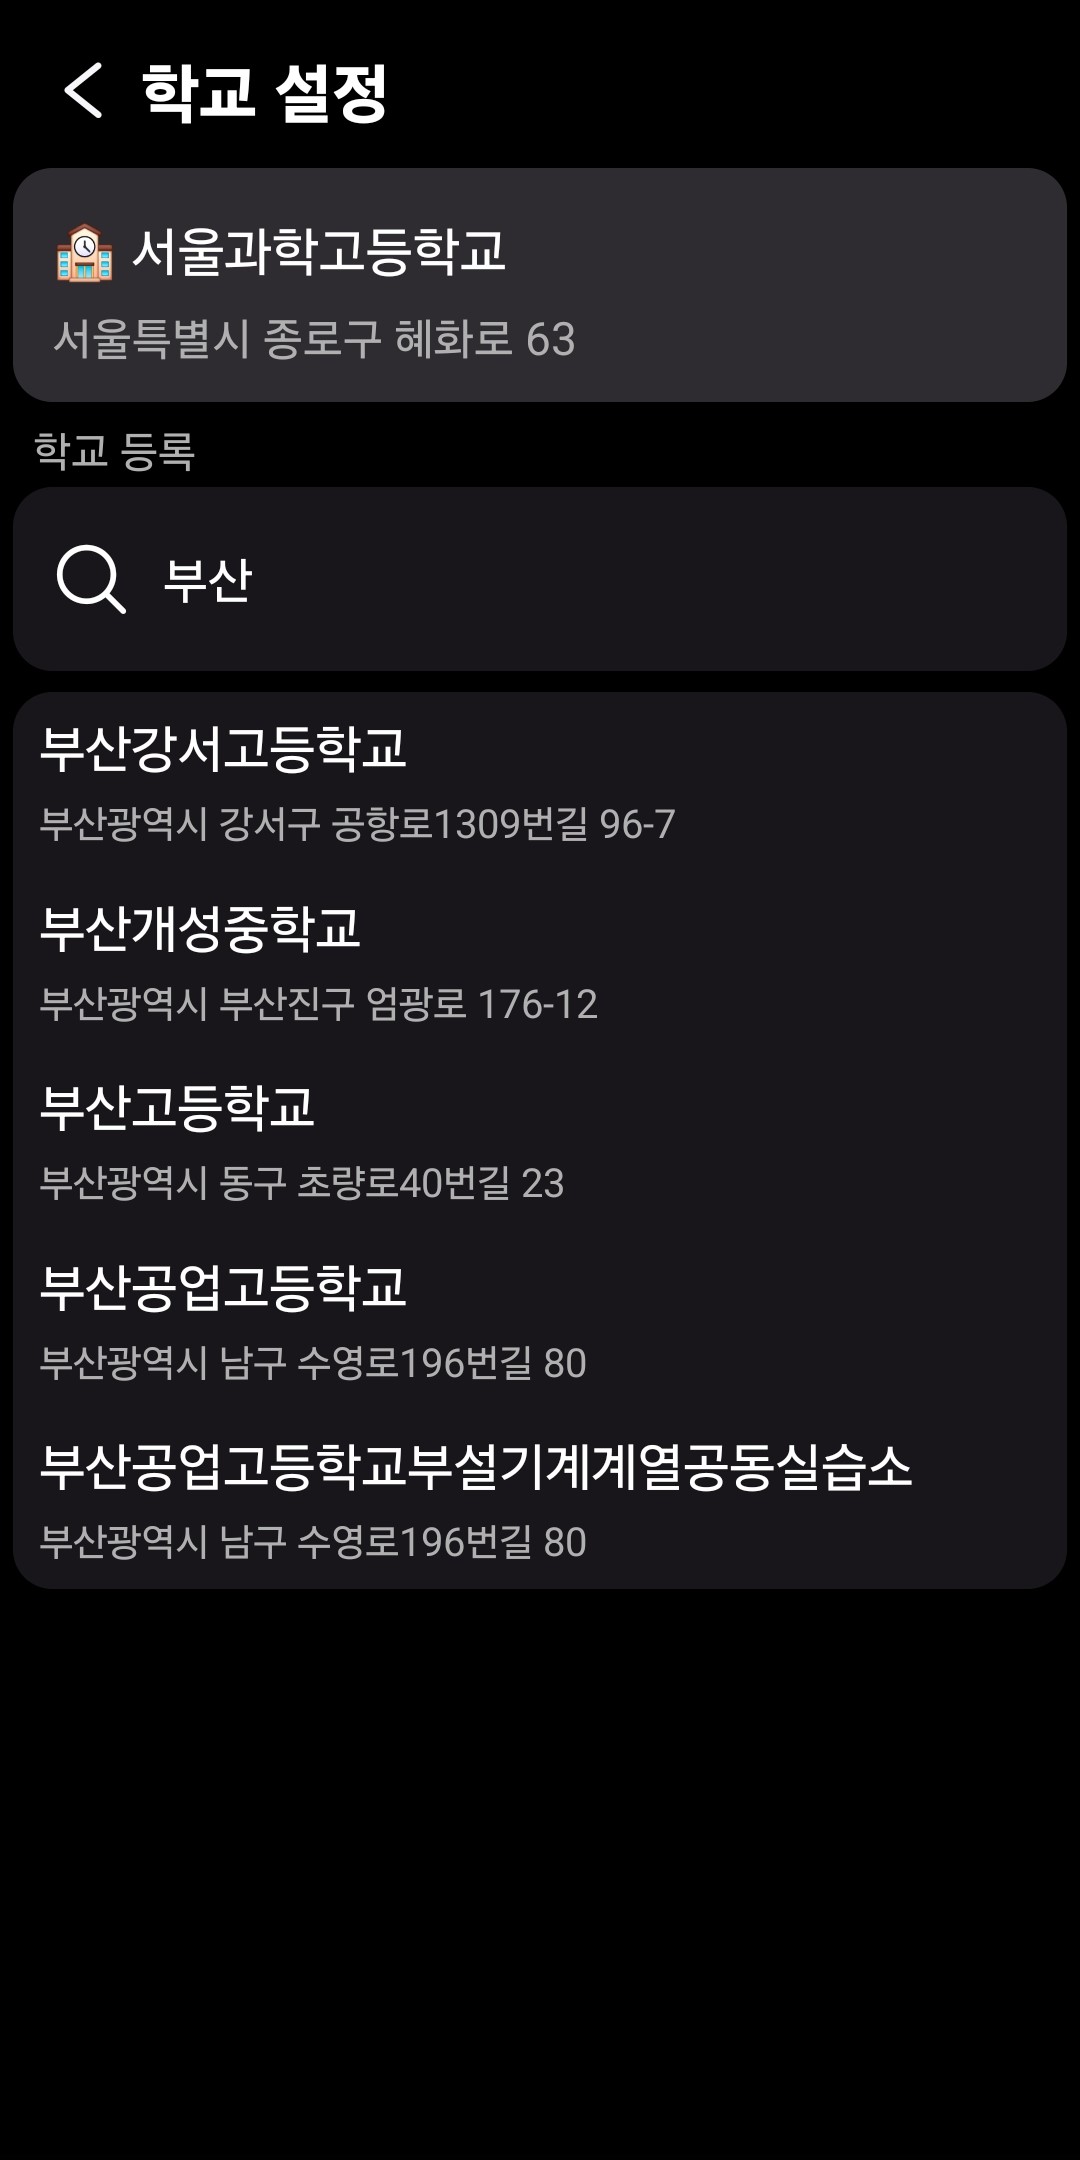 학교 설정
서울과학고등학교
서울특별시 종로구 혜화로 63
학교 등록
부산
부산강서고등학교
부산광역시 강서구 공항로1309번길 96-7
부산개성중학교
부산광역시 부산진구 엄광로 176-12
부산고등학교
부산광역시 동구 초량로40번길 23
부산공업고등학교
부산광역시 남구 수영로196번길 80
부산공업고등학교부설기계계열공동실습소
부산광역시 남구 수영로196번길 80